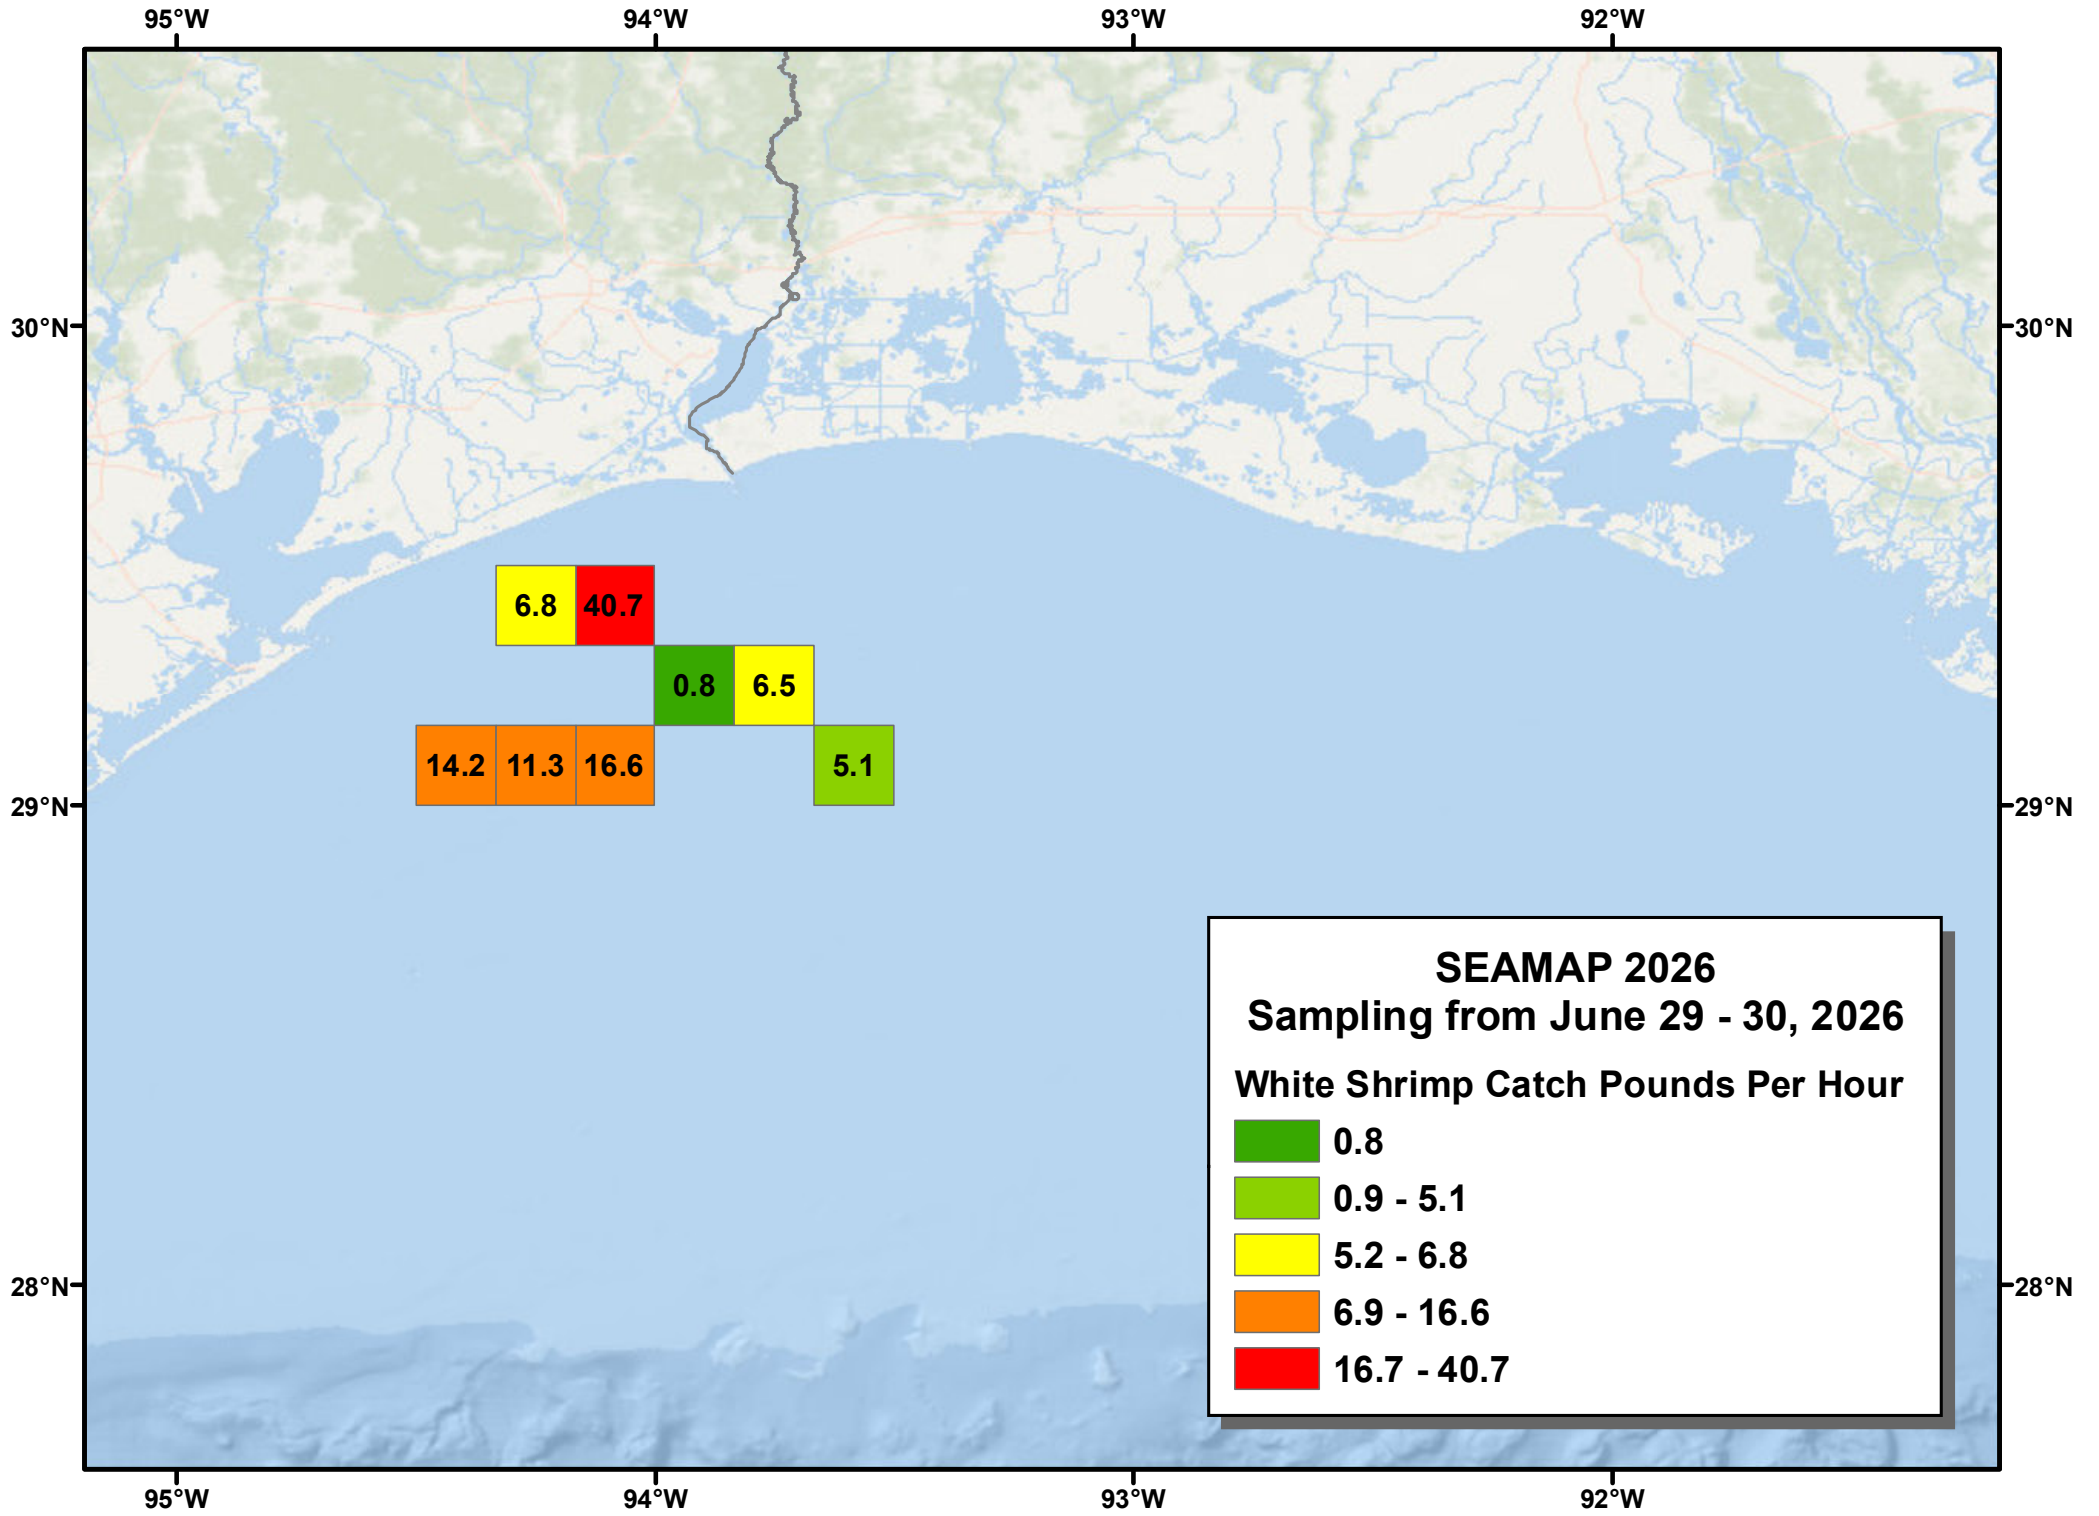 95°W 94°W 93°W 92°W
30°N 30°N
6.8 40.7
0.8 6.5
14.2 11.3 16.6 5.1
29°N 29°N
SEAMAP 2026
Sampling from June 29 - 30, 2026
White Shrimp Catch Pounds Per Hour
0.8
0.9 - 5.1
5.2 - 6.8
6.9 - 16.6
16.7 - 40.7
28°N 28°N
95°W 94°W 93°W 92°W